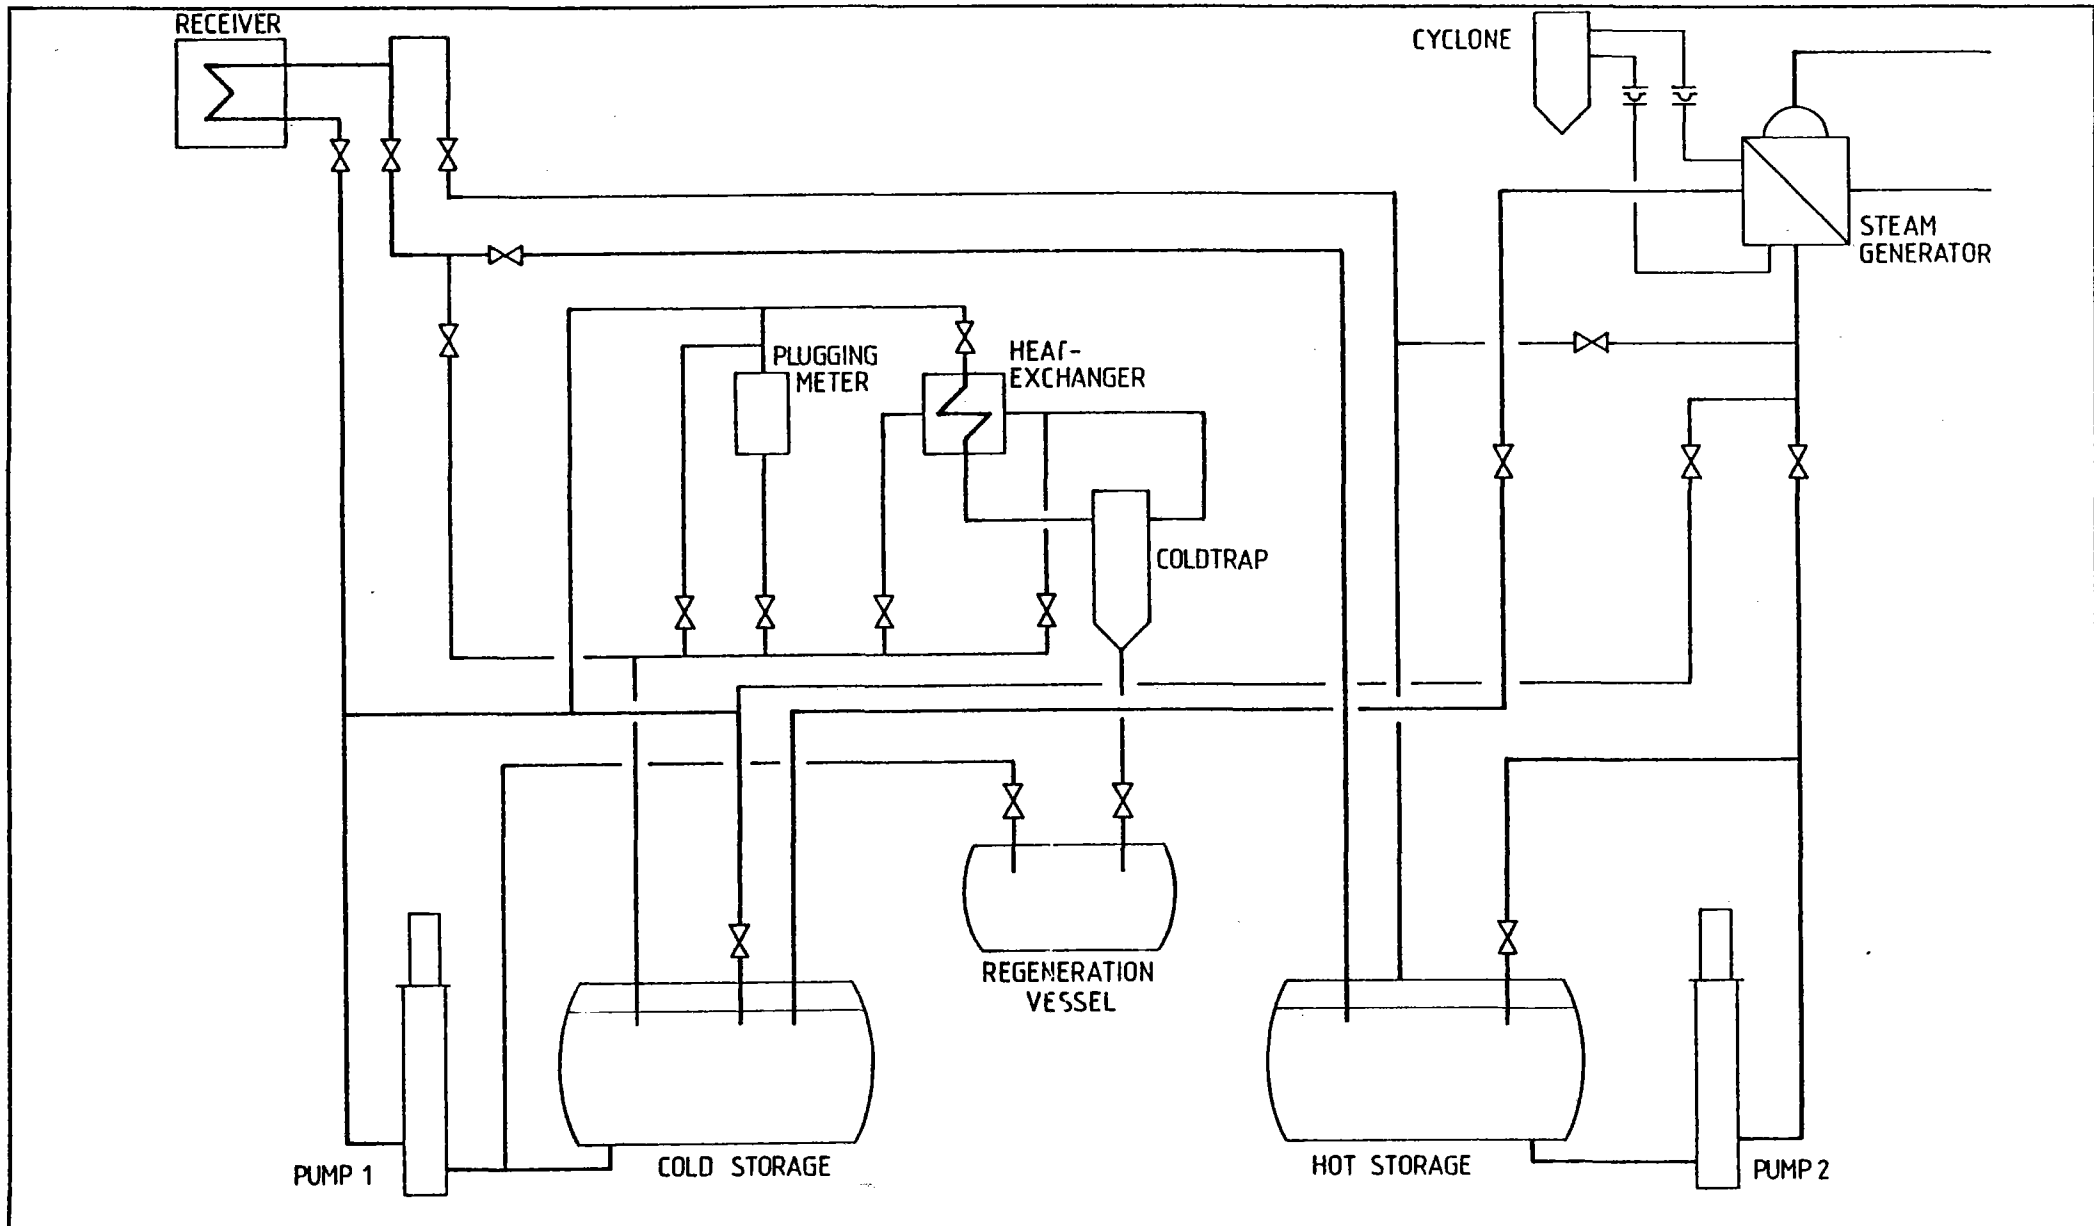 RECEIVER
CYCLONE
STEAM
GENERATOR
PLUGGING
METER
HEAT-
EXCHANGER
COLDTRAP
REGENERATION
VESSEL
PUMP 1
COLD STORAGE
HOT STORAGE
PUMP 2